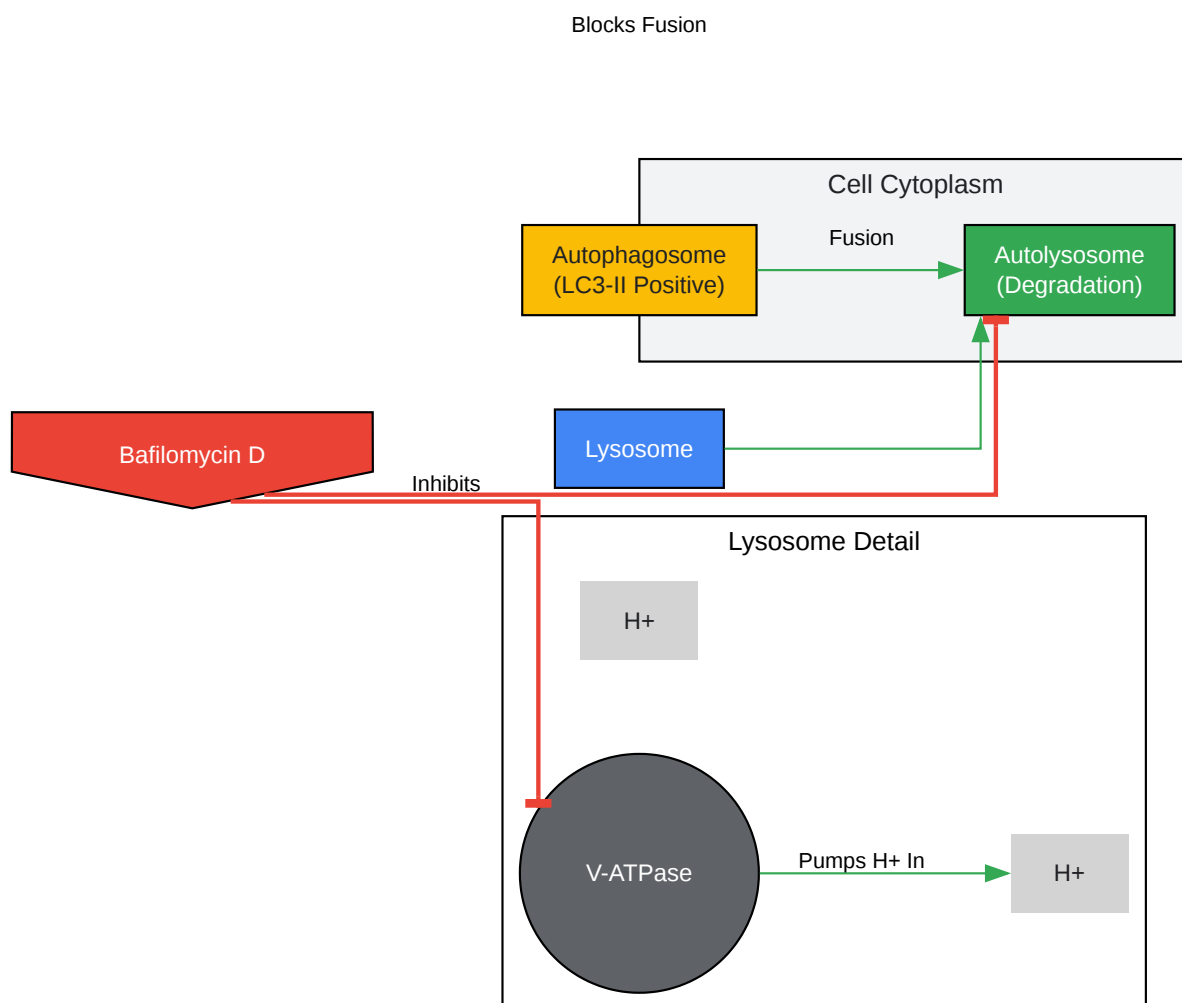 Blocks Fusion
Cell Cytoplasm
Fusion
Autophagosome
(LC3-II Positive)
Autolysosome
(Degradation)
Bafilomycin D
Lysosome
Inhibits
Lysosome Detail
H+
V-ATPase
Pumps H+ In
H+